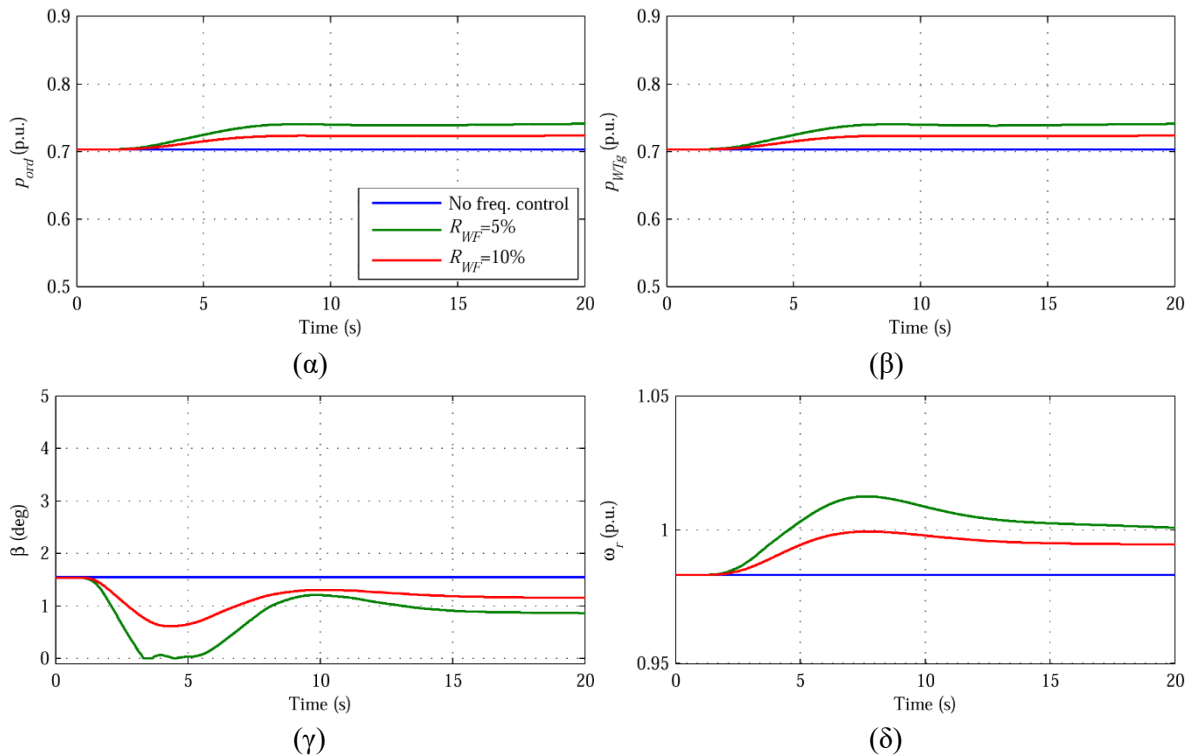 0.9
0.8
0.7
0.6
0.5
p_ord (p.u.)
No freq. control
R_WF=5%
R_WF=10%
0 5 10 15 20
Time (s)
(α)
0.9
0.8
0.7
0.6
0.5
p_WTg (p.u.)
0 5 10 15 20
Time (s)
(β)
5
4
3
2
1
0
β (deg)
0 5 10 15 20
Time (s)
(γ)
1.05
1
0.95
ω_r (p.u.)
0 5 10 15 20
Time (s)
(δ)